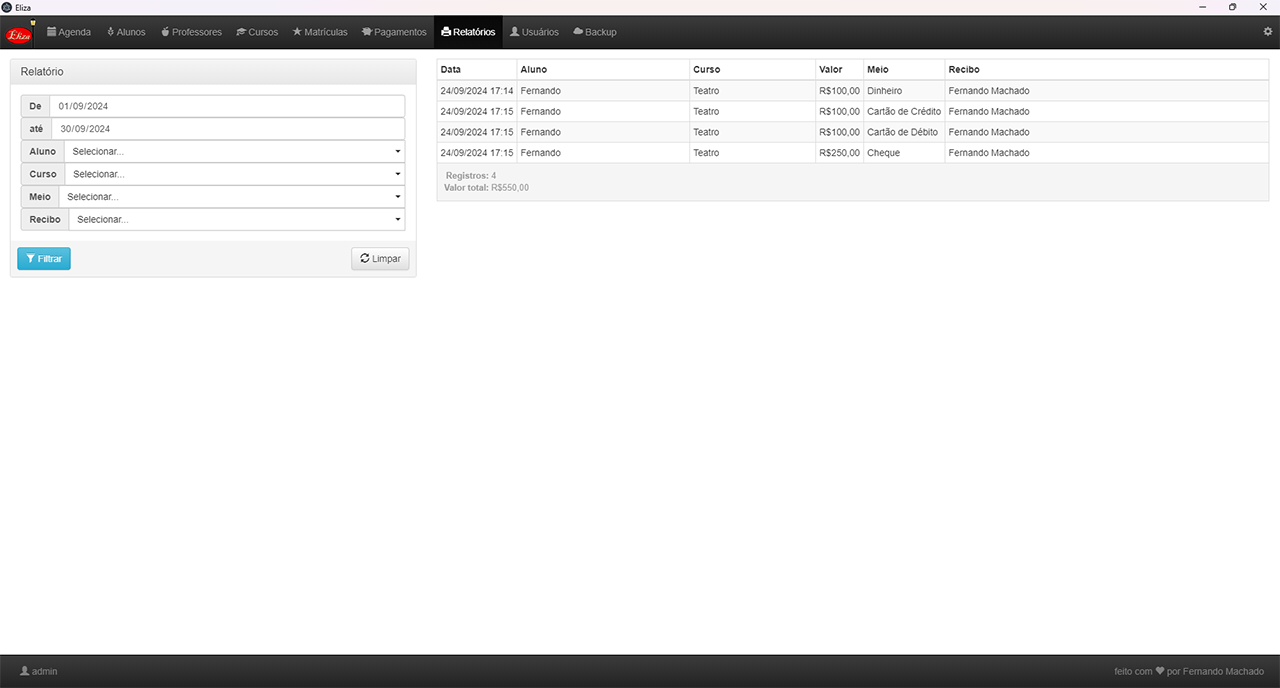 Eliza
Eliza Agenda Alunos Professores Cursos Matrículas Pagamentos Relatórios Usuários Backup
Relatório
De 01/09/2024
até 30/09/2024
Aluno Selecionar...
Curso Selecionar...
Meio Selecionar...
Recibo Selecionar...
Filtrar Limpar
Data Aluno Curso Valor Meio Recibo
24/09/2024 17:14 Fernando Teatro R$100,00 Dinheiro Fernando Machado
24/09/2024 17:15 Fernando Teatro R$100,00 Cartão de Crédito Fernando Machado
24/09/2024 17:15 Fernando Teatro R$100,00 Cartão de Débito Fernando Machado
24/09/2024 17:15 Fernando Teatro R$250,00 Cheque Fernando Machado
Registros: 4
Valor total: R$550,00
admin feito com ❤ por Fernando Machado